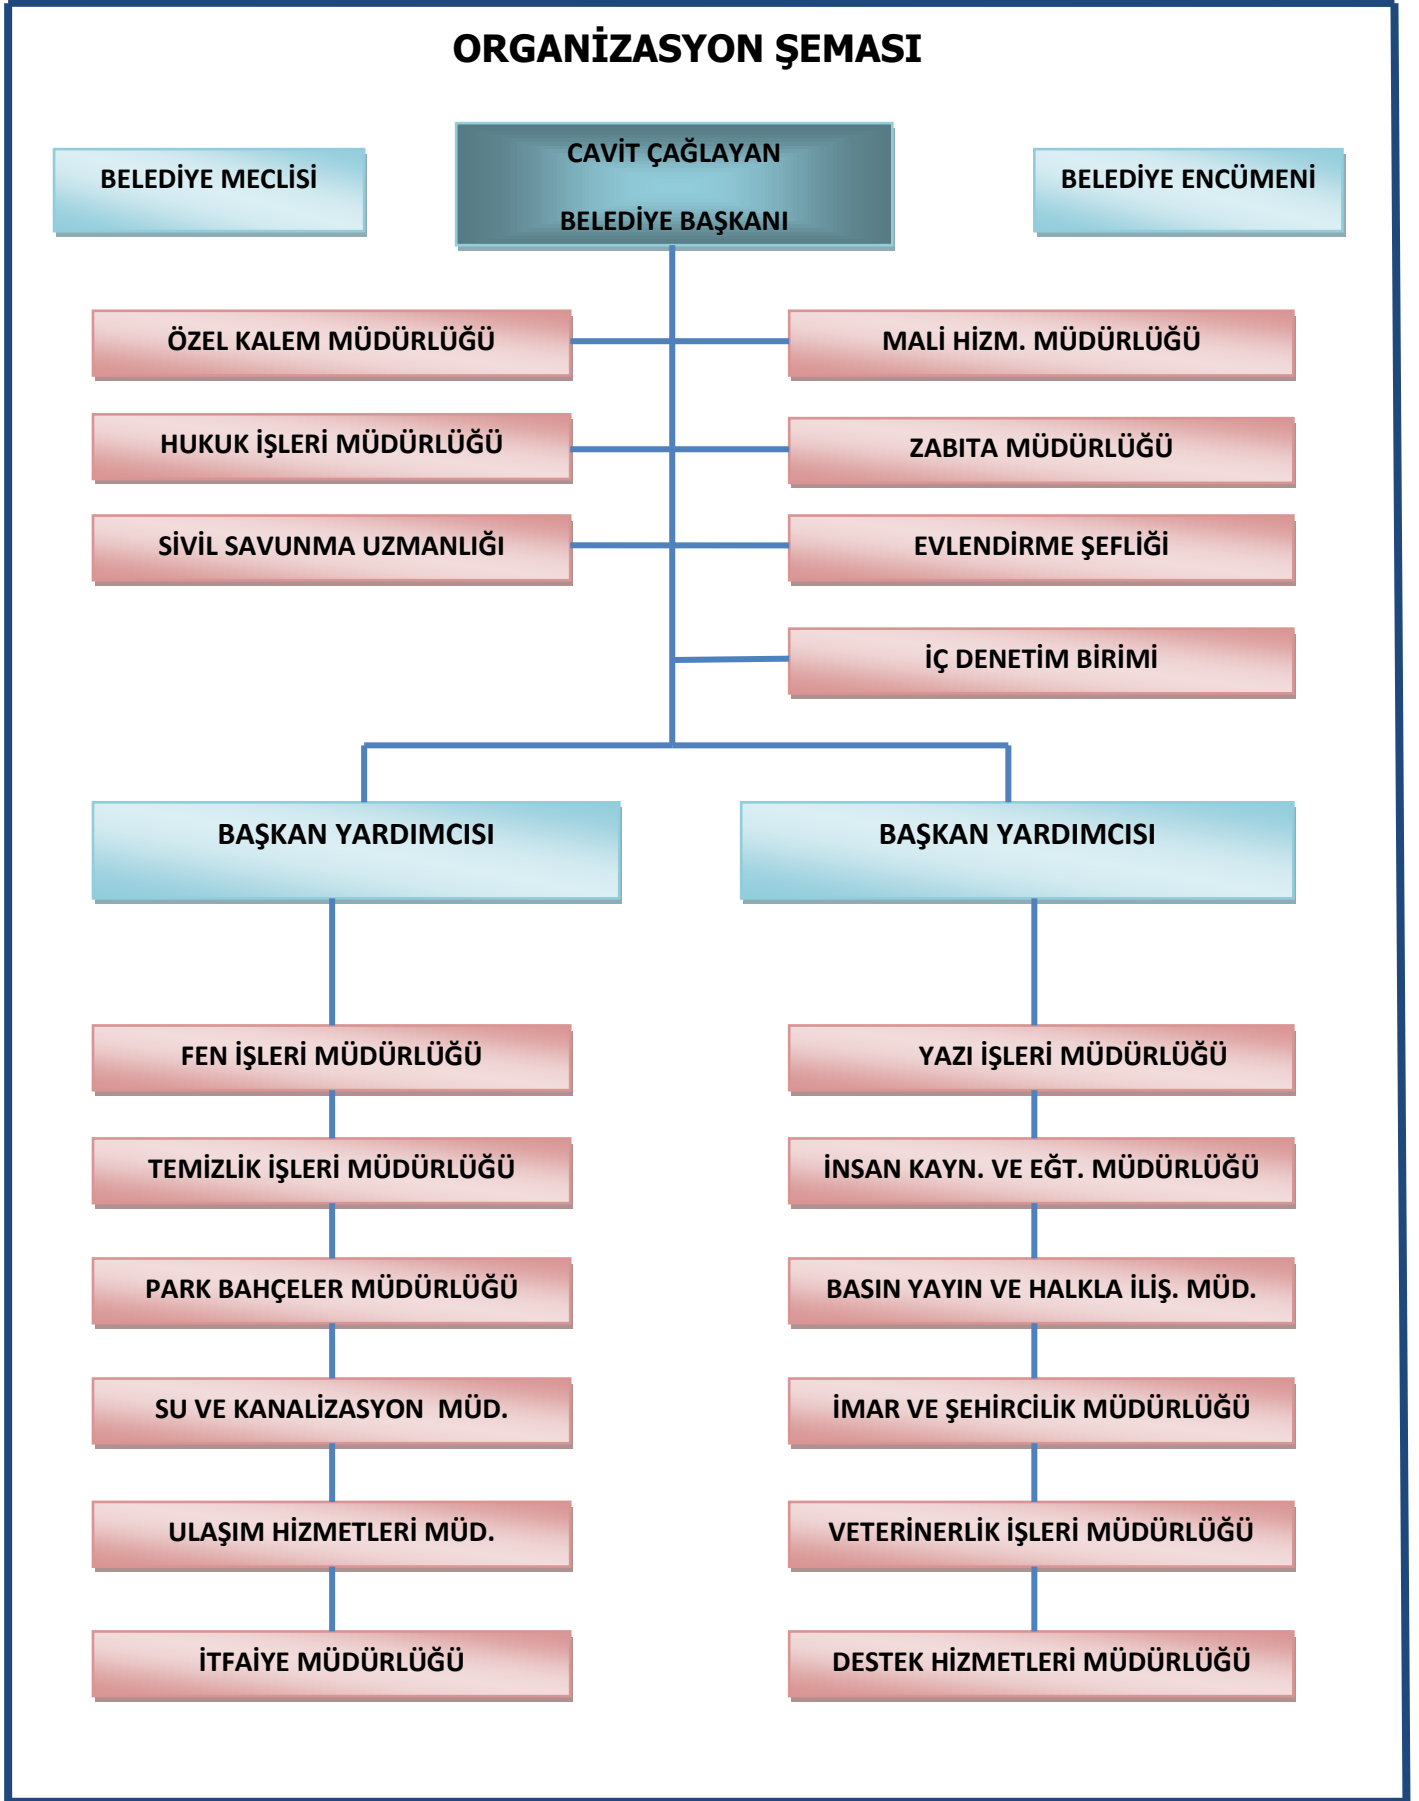 ORGANİZASYON ŞEMASI
BELEDİYE MECLİSİ
CAVİT ÇAĞLAYAN
BELEDİYE BAŞKANI
BELEDİYE ENCÜMENİ
ÖZEL KALEM MÜDÜRLÜĞÜ
MALİ HİZM. MÜDÜRLÜĞÜ
HUKUK İŞLERİ MÜDÜRLÜĞÜ
ZABITA MÜDÜRLÜĞÜ
SİVİL SAVUNMA UZMANLIĞI
EVLENDİRME ŞEFLİĞİ
İÇ DENETİM BİRİMİ
BAŞKAN YARDIMCISI
BAŞKAN YARDIMCISI
FEN İŞLERİ MÜDÜRLÜĞÜ
YAZI İŞLERİ MÜDÜRLÜĞÜ
TEMİZLİK İŞLERİ MÜDÜRLÜĞÜ
İNSAN KAYN. VE EĞT. MÜDÜRLÜĞÜ
PARK BAHÇELER MÜDÜRLÜĞÜ
BASIN YAYIN VE HALKLA İLİŞ. MÜD.
SU VE KANALİZASYON MÜD.
İMAR VE ŞEHİRCİLİK MÜDÜRLÜĞÜ
ULAŞIM HİZMETLERİ MÜD.
VETERİNERLİK İŞLERİ MÜDÜRLÜĞÜ
İTFAİYE MÜDÜRLÜĞÜ
DESTEK HİZMETLERİ MÜDÜRLÜĞÜ